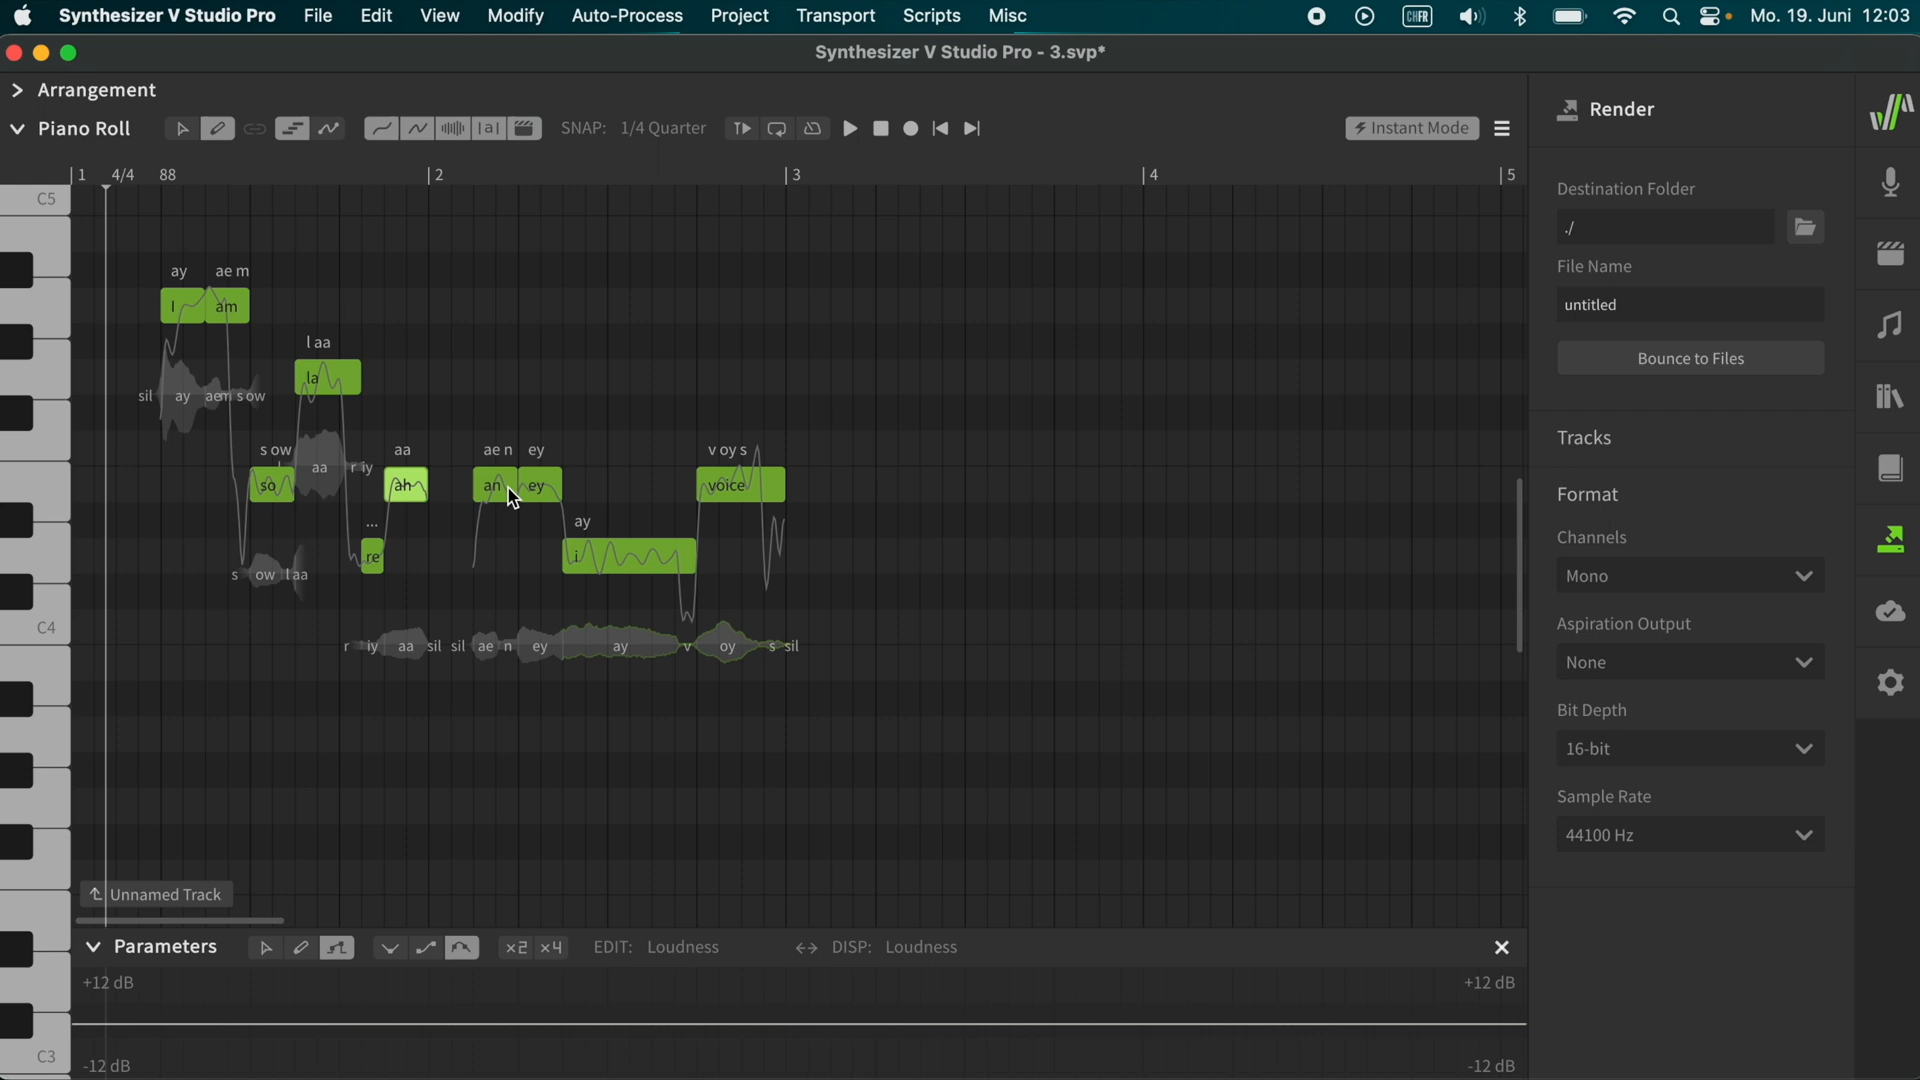 Synthesizer V Studio Pro File Edit View Modify Auto-Process Project Transport Scripts Misc CHFR Mo. 19. Juni 12:03
Synthesizer V Studio Pro - 3.svp*
Arrangement
Piano Roll SNAP: 1/4 Quarter Instant Mode
1 4/4 88 2 3 4 5
C5
ay ae m
I am
l aa
la
sil ay aem s ow
s ow aa ae n ey v oy s
l aa r iy
so ah an ey voice
... ay
re i
s ow l aa
C4
r iy aa sil sil ae n ey ay v oy s sil
Unnamed Track
Parameters x2 x4 EDIT: Loudness DISP: Loudness
+12 dB +12 dB
C3
-12 dB -12 dB
Render
Destination Folder
./
File Name
untitled
Bounce to Files
Tracks
Format
Channels
Mono
Aspiration Output
None
Bit Depth
16-bit
Sample Rate
44100 Hz